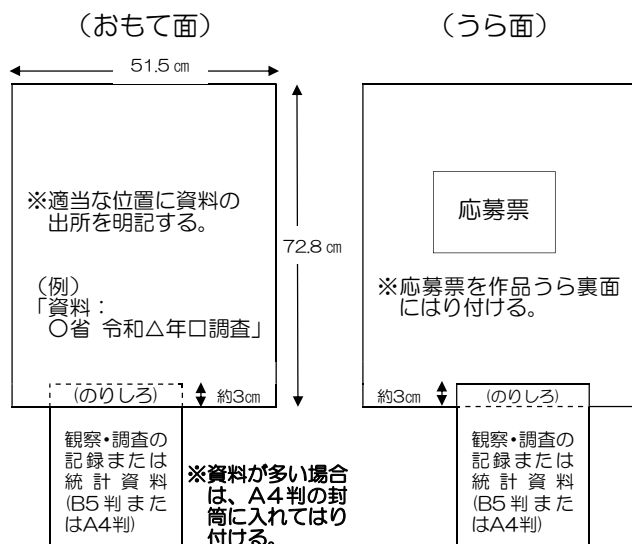 （おもて面）
51.5 ㎝
※適当な位置に資料の
出所を明記する。
（例）
「資料：
〇省 令和△年□調査」
72.8 ㎝
(のりしろ)
約3㎝
観察・調査の
記録または
統計資料
(B5判また
はA4判)
※資料が多い場合
は、A４判の封
筒に入れてはり
付ける。
（うら面）
応募票
※応募票を作品うら裏面
にはり付ける。
約3㎝
(のりしろ)
観察・調査の
記録または
統計資料
(B5判また
はA4判)